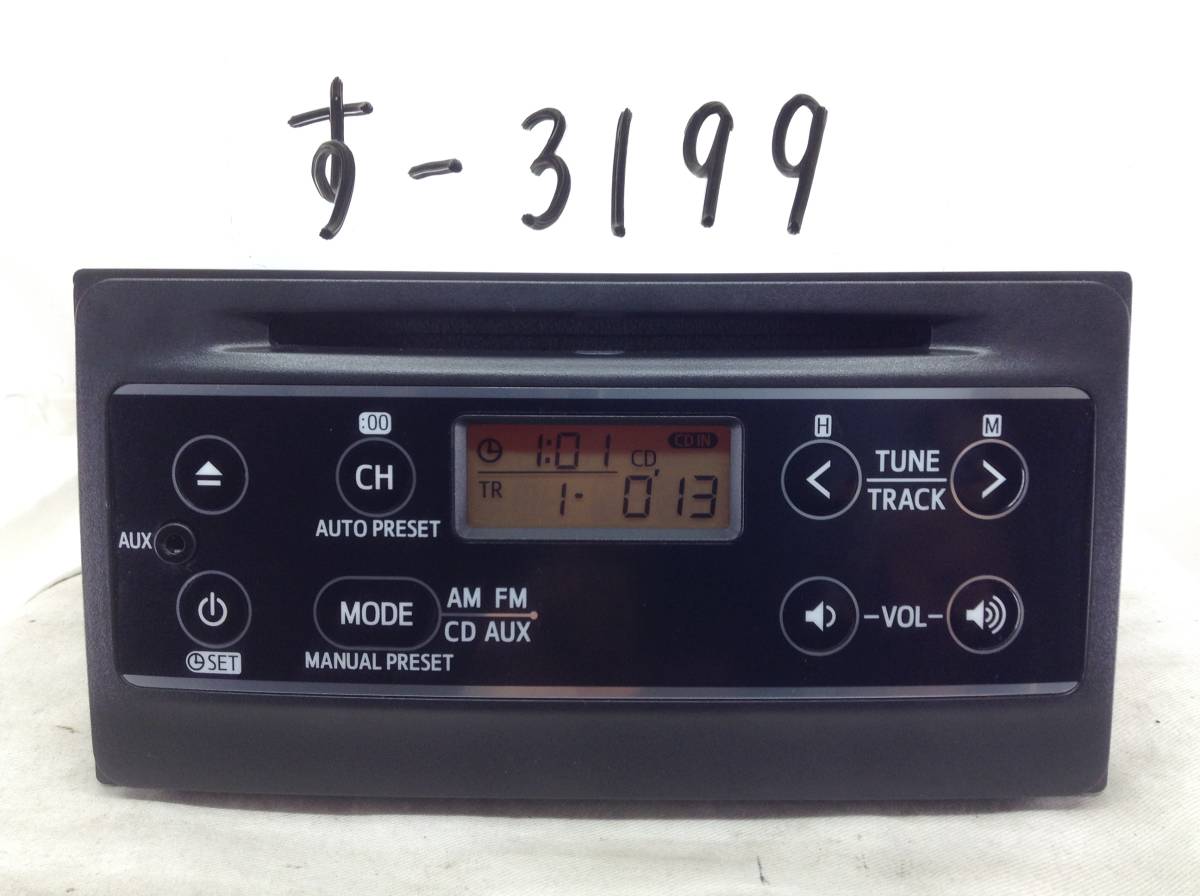 す-3199
:00
CH
AUTO PRESET
AUX
SET
MODE
AM FM
CD AUX
MANUAL PRESET
1:01 CD CD IN
TR 1· 0'13
H
M
TUNE
TRACK
-VOL-